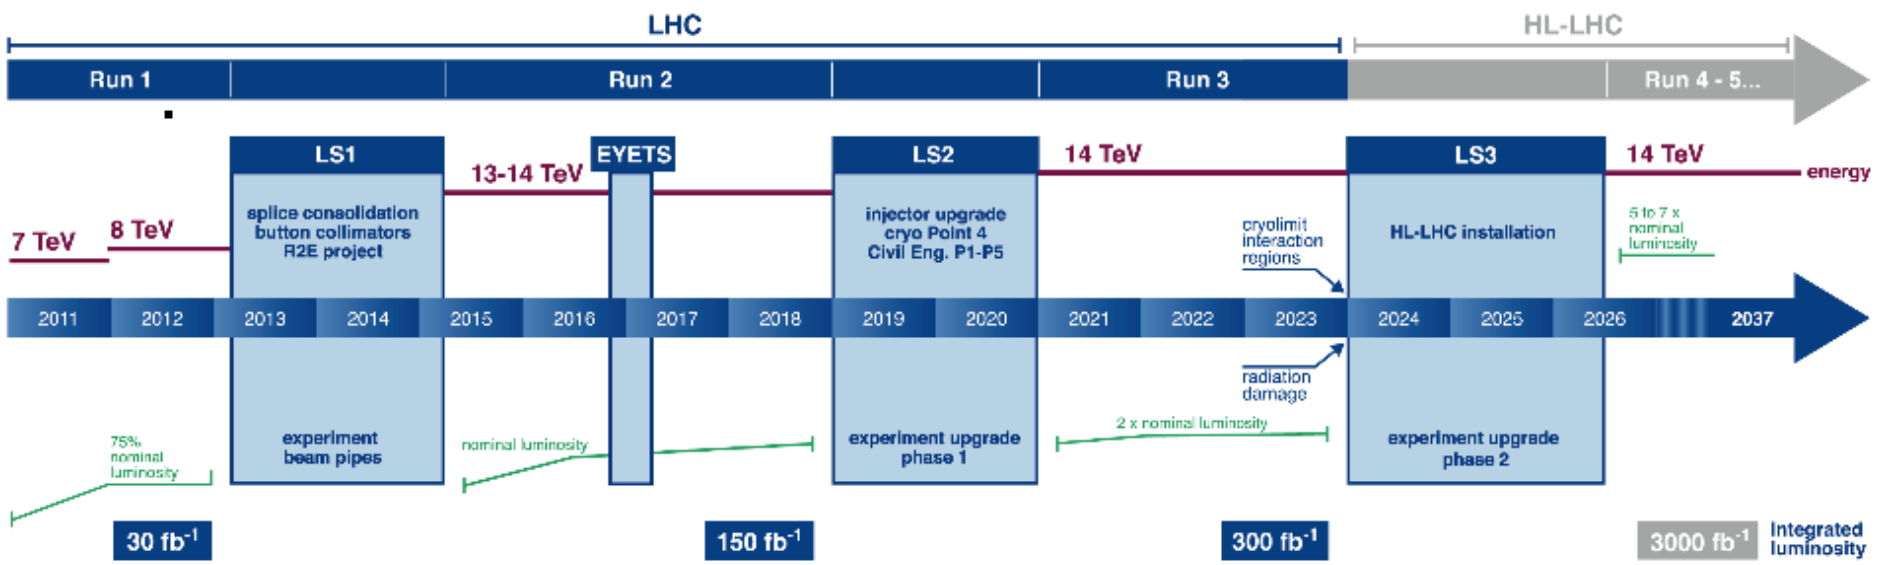 LHC
HL-LHC
Run 1
Run 2
Run 3
Run 4 - 5...
LS1
EYETS
LS2
LS3
14 TeV
14 TeV
13-14 TeV
energy
7 TeV
8 TeV
splice consolidation
button collimators
R2E project
injector upgrade
cryo Point 4
Civil Eng. P1-P5
cryolimit
interaction
regions
HL-LHC installation
5 to 7 x
nominal
luminosity
2011 2012 2013 2014 2015 2016 2017 2018 2019 2020 2021 2022 2023 2024 2025 2026 2037
radiation
damage
75%
nominal
luminosity
experiment
beam pipes
nominal luminosity
experiment upgrade
phase 1
2 x nominal luminosity
experiment upgrade
phase 2
30 fb⁻¹
150 fb⁻¹
300 fb⁻¹
3000 fb⁻¹
Integrated
luminosity